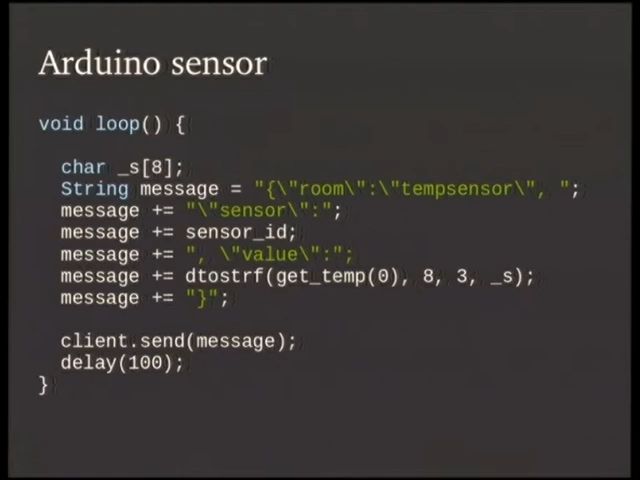 Arduino sensor
void loop() {
char _s[8];
String message = "{\"room\":\"tempsensor\", ";
message += "\"sensor\":";
message += sensor_id;
message += ", \"value\":";
message += dtostrf(get_temp(0), 8, 3, _s);
message += "}";
client.send(message);
delay(100);
}